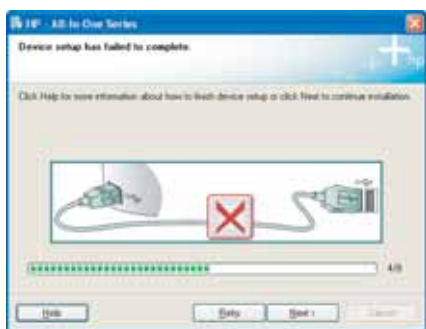 HP - All-In-One Series
Device setup has failed to complete.
hp
Click Help for more information about how to finish device setup or click Next to continue installation.
4/8
Help
Retry
Next >
Cancel